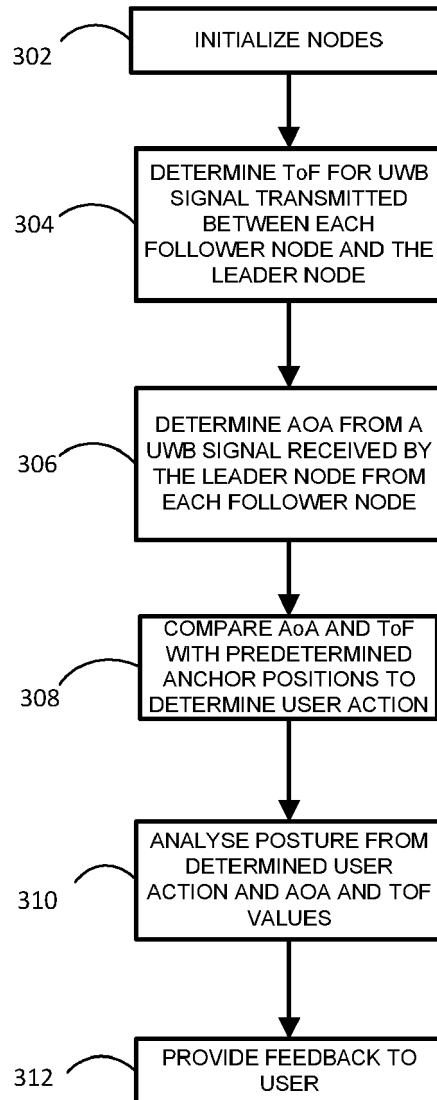 302
INITIALIZE NODES
304
DETERMINE ToF FOR UWB
SIGNAL TRANSMITTED
BETWEEN EACH
FOLLOWER NODE AND THE
LEADER NODE
306
DETERMINE AOA FROM A
UWB SIGNAL RECEIVED BY
THE LEADER NODE FROM
EACH FOLLOWER NODE
308
COMPARE AoA AND ToF
WITH PREDETERMINED
ANCHOR POSITIONS TO
DETERMINE USER ACTION
310
ANALYSE POSTURE FROM
DETERMINED USER
ACTION AND AOA AND TOF
VALUES
312
PROVIDE FEEDBACK TO
USER